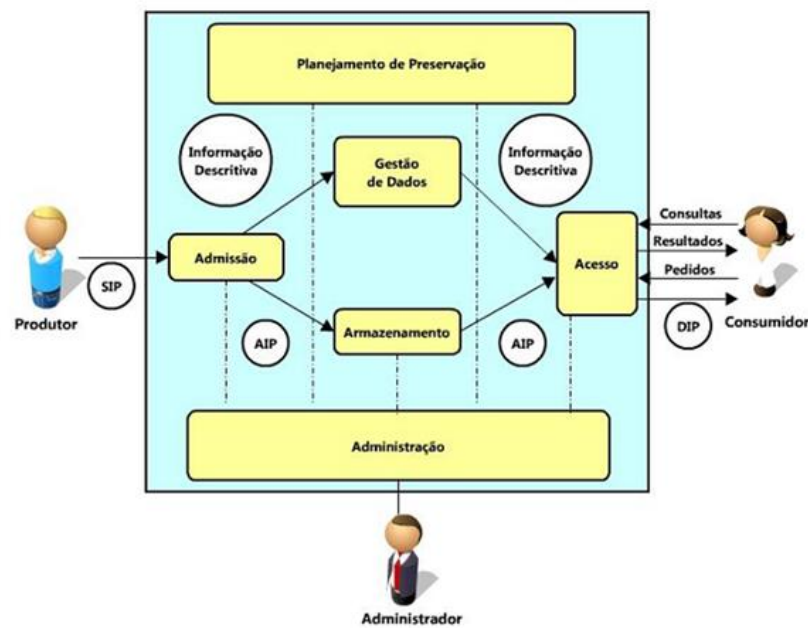 Planejamento de Preservação
Informação
Descritiva
Gestão
de Dados
Informação
Descritiva
Consultas
Resultados
Admissão
Acesso
Pedidos
SIP
Produtor
AIP
Armazenamento
AIP
DIP
Consumidor
Administração
Administrador